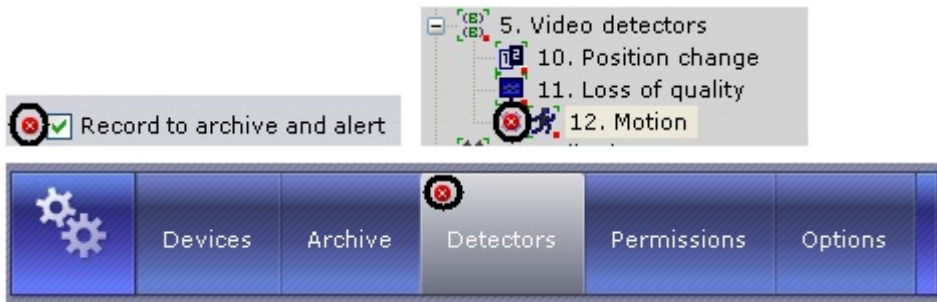 5. Video detectors
10. Position change
11. Loss of quality
Record to archive and alert
12. Motion
Devices Archive Detectors Permissions Options